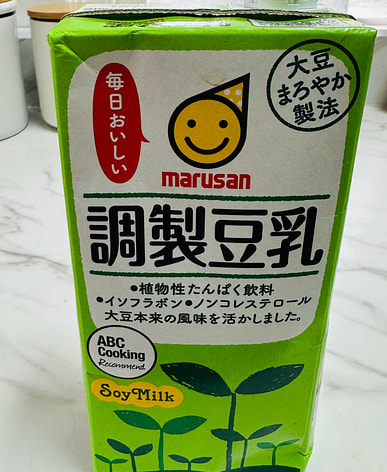 毎日おいしい
大豆
まろやか
製法
marusan
調製豆乳
●植物性たんぱく飲料
●イソフラボン●ノンコレステロール
大豆本来の風味を活かしました。
ABC
Cooking
Recommend
SoyMilk